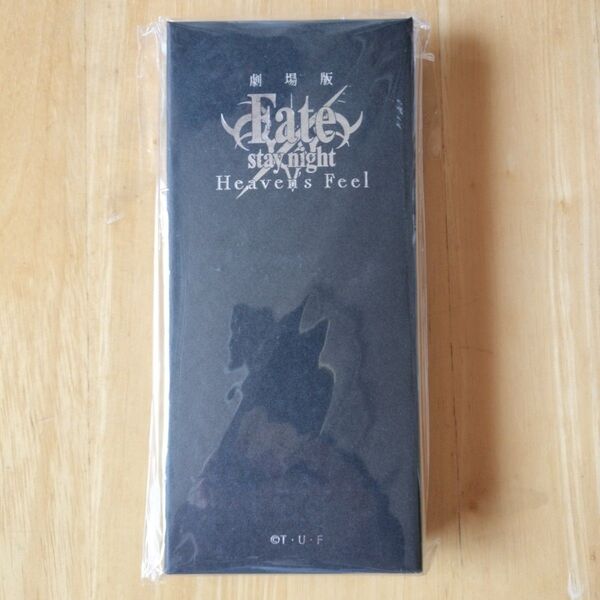 劇場版
Fate
stay night
Heaven's Feel
©T・U・F